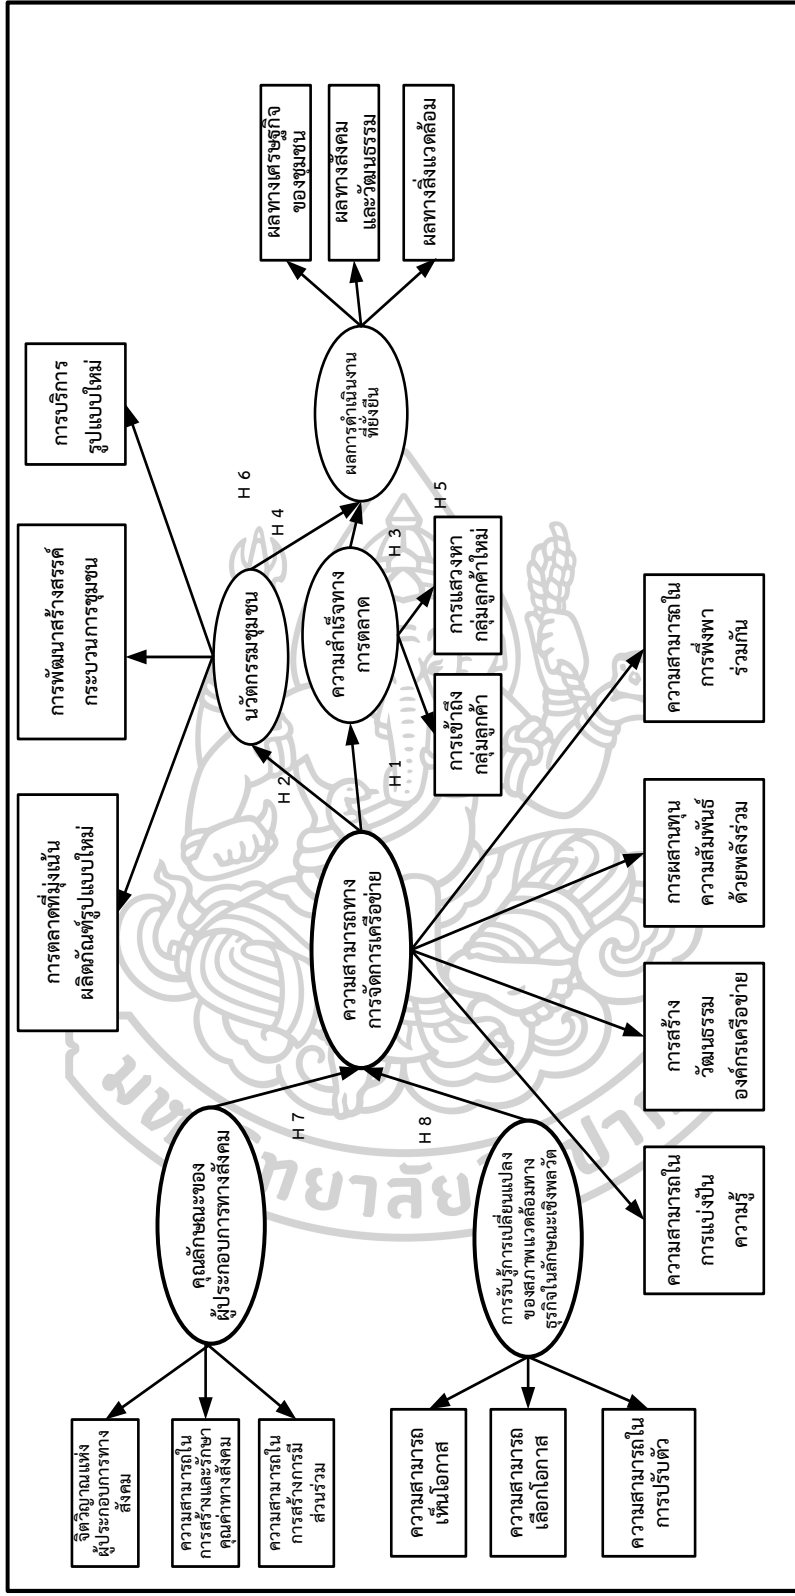 จิตวิญญาณแห่ง
ผู้ประกอบการทาง
สังคม
ความสามารถใน
การสร้างและรักษา
คุณค่าทางสังคม
ความสามารถใน
การสร้างการมี
ส่วนร่วม
ความสามารถ
เห็นโอกาส
ความสามารถ
เลือกโอกาส
ความสามารถใน
การปรับตัว
คุณลักษณะของ
ผู้ประกอบการทางสังคม
การรับรู้การเปลี่ยนแปลง
ของสภาพแวดล้อมทาง
ธุรกิจในลักษณะเชิงพลวัต
H 7
H 8
ความสามารถทาง
การจัดการเครือข่าย
ความสามารถใน
การแบ่งปัน
ความรู้
การสร้าง
วัฒนธรรม
องค์กรเครือข่าย
การผสานทุน
ความสัมพันธ์
ด้วยพลังร่วม
ความสามารถใน
การพึ่งพา
ร่วมกัน
H 2
H 1
การตลาดที่มุ่งเน้น
ผลิตภัณฑ์รูปแบบใหม่
การพัฒนาสร้างสรรค์
กระบวนการชุมชน
การบริการ
รูปแบบใหม่
นวัตกรรมชุมชน
ความสำเร็จทาง
การตลาด
การเข้าถึง
กลุ่มลูกค้า
การแสวงหา
กลุ่มลูกค้าใหม่
H 6
H 4
H 3
H 5
ผลการดำเนินงาน
ที่ยั่งยืน
ผลทางเศรษฐกิจ
ของชุมชน
ผลทางสังคม
และวัฒนธรรม
ผลทางสิ่งแวดล้อม